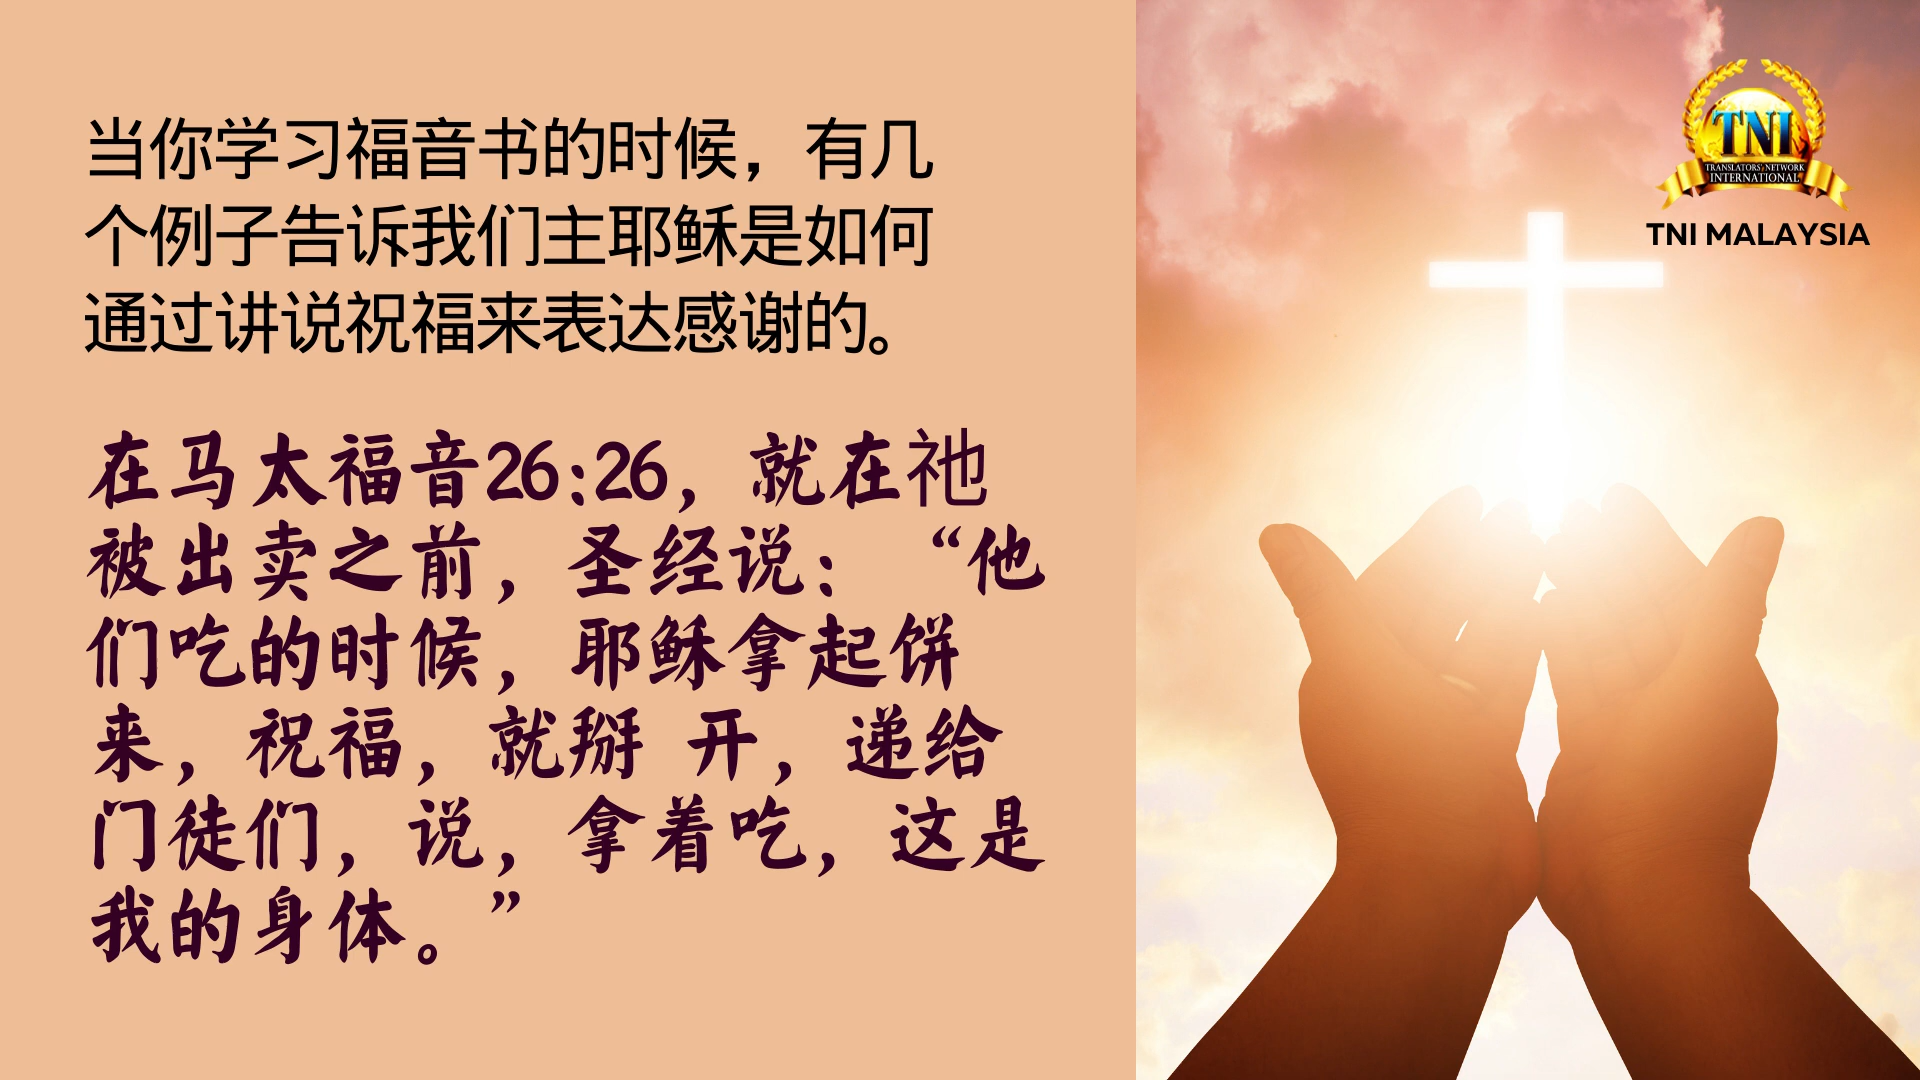 当你学习福音书的时候，有几
个例子告诉我们主耶稣是如何
通过讲说祝福来表达感谢的。
在马太福音26:26，就在祂
被出卖之前，圣经说：“他
们吃的时候，耶稣拿起饼
来，祝福，就掰 开，递给
门徒们，说，拿着吃，这是
我的身体。”
TNI
TRANSLATORS' NETWORK
INTERNATIONAL
TNI MALAYSIA